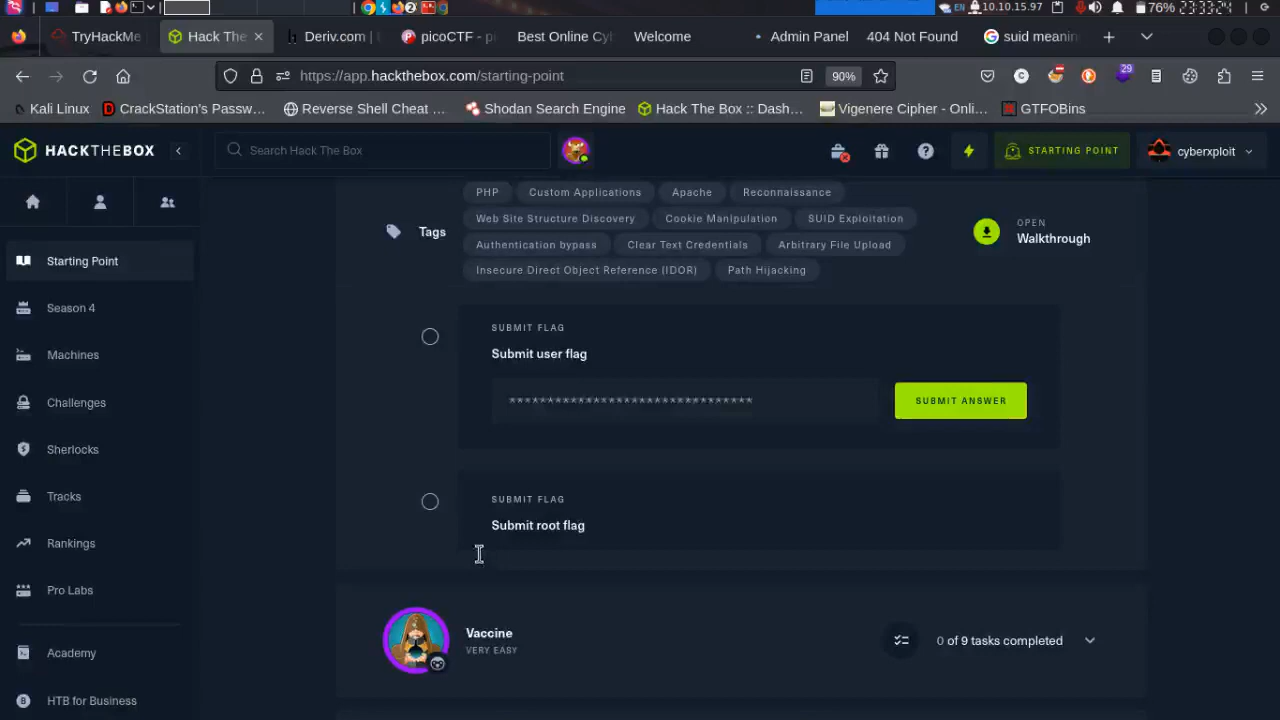 EN 10.10.15.97 76%
TryHackMe Hack The Deriv.com | picoCTF - p Best Online Cy Welcome Admin Panel 404 Not Found suid meanin
https://app.hackthebox.com/starting-point 90% 29
Kali Linux CrackStation's Passw... Reverse Shell Cheat ... Shodan Search Engine Hack The Box :: Dash... Vigenere Cipher - Onli... GTFOBins
HACKTHEBOX Search Hack The Box STARTING POINT cyberxploit
Starting Point
Season 4
Machines
Challenges
Sherlocks
Tracks
Rankings
Pro Labs
Academy
HTB for Business
Tags
PHP Custom Applications Apache Reconnaissance
Web Site Structure Discovery Cookie Manipulation SUID Exploitation
Authentication bypass Clear Text Credentials Arbitrary File Upload
Insecure Direct Object Reference (IDOR) Path Hijacking
OPEN
Walkthrough
SUBMIT FLAG
Submit user flag
******************************** SUBMIT ANSWER
SUBMIT FLAG
Submit root flag
Vaccine
VERY EASY
0 of 9 tasks completed